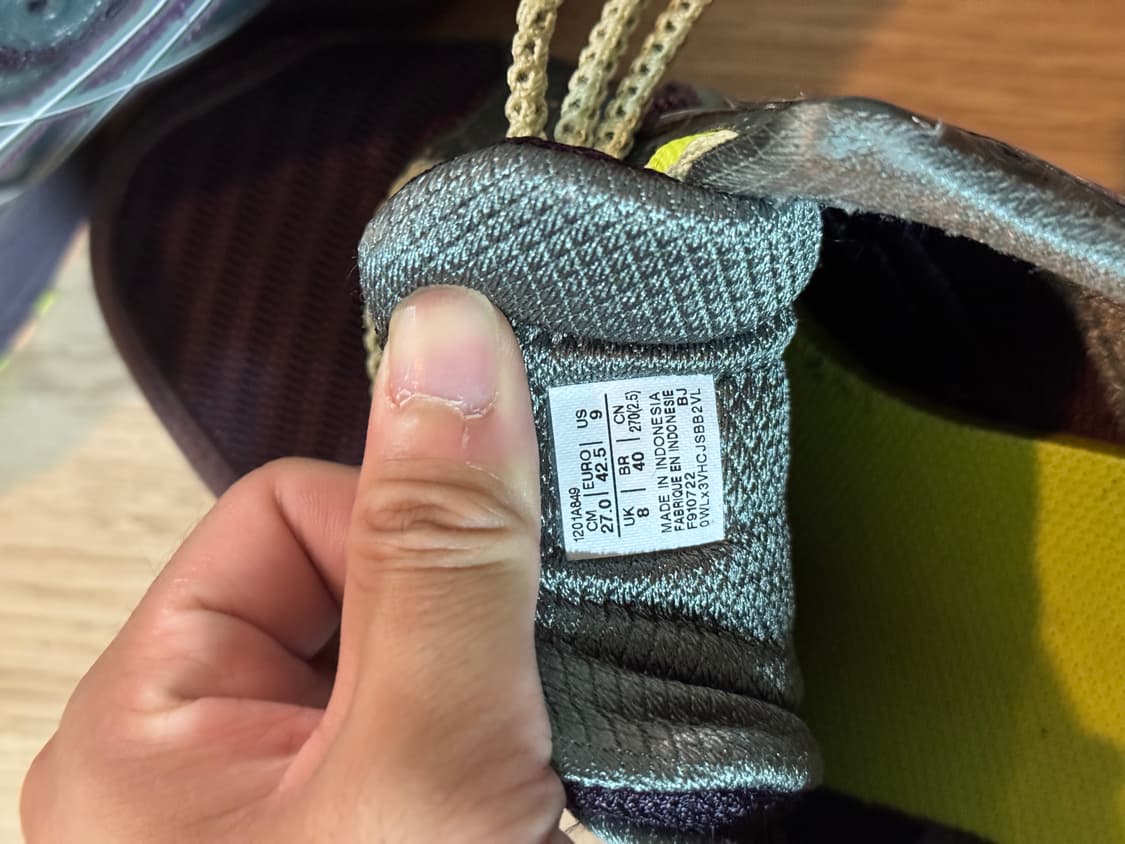 1201A849
CM | EURO | US
27.0 | 42.5 | 9
UK | BR | CN
8 | 40 | 270(2.5)
MADE IN INDONESIA
FABRIQUE EN INDONESIE
F910722 BJ
0WLx3VHCJSBB2VL